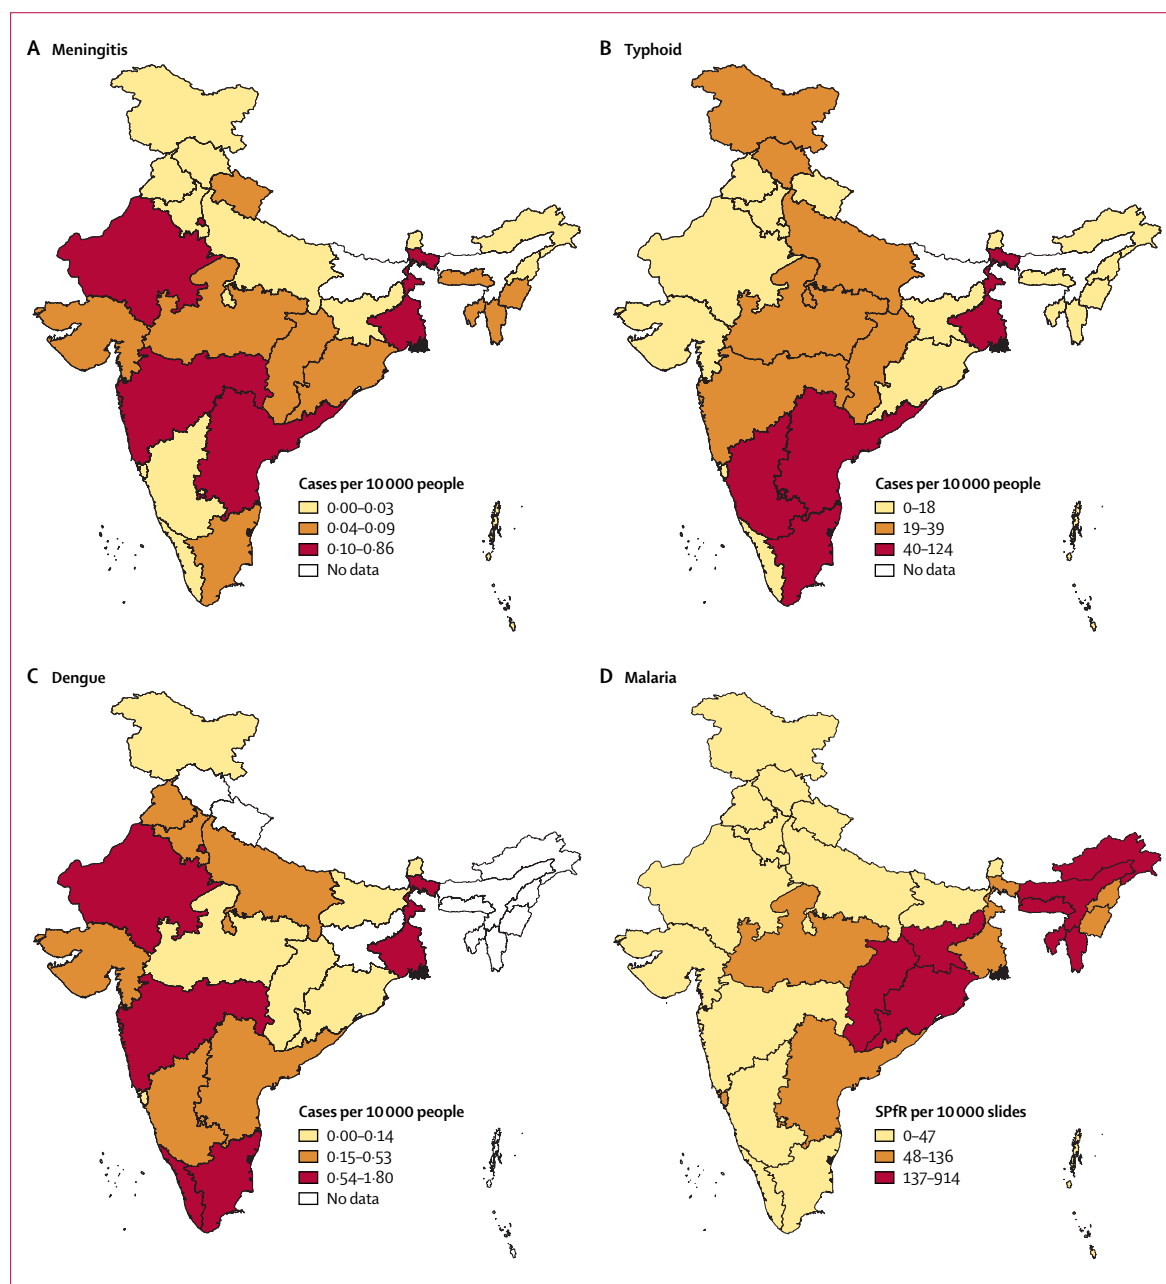 A Meningitis
Cases per 10 000 people
0·00–0·03
0·04–0·09
0·10–0·86
No data
B Typhoid
Cases per 10 000 people
0–18
19–39
40–124
No data
C Dengue
Cases per 10 000 people
0·00–0·14
0·15–0·53
0·54–1·80
No data
D Malaria
SPfR per 10 000 slides
0–47
48–136
137–914